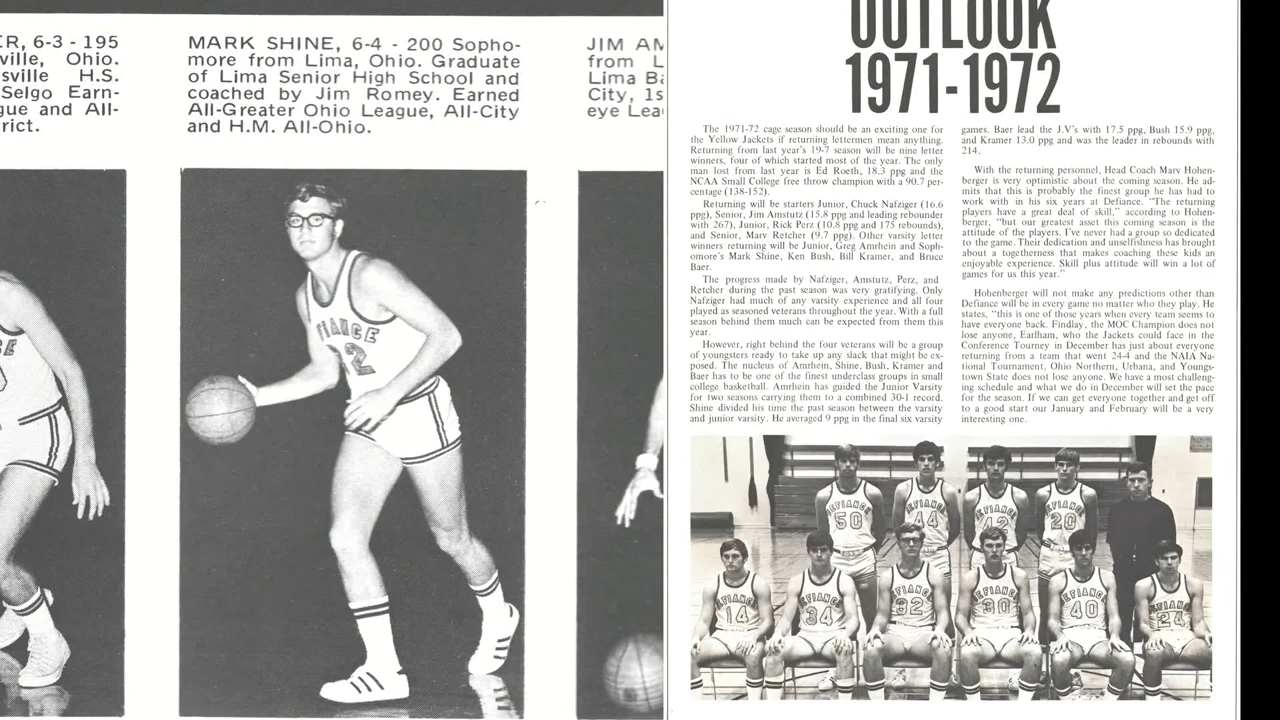 ER, 6-3 - 195
ville, Ohio.
sville H.S.
Selgo Earn-
gue and All-
rict.
MARK SHINE, 6-4 - 200 Sopho-
more from Lima, Ohio. Graduate
of Lima Senior High School and
coached by Jim Romey. Earned
All-Greater Ohio League, All-City
and H.M. All-Ohio.
JIM AM
from L
Lima Ba
City, 1s
eye Lea
FIANCE
32
OUTLOOK
1971-1972
The 1971-72 cage season should be an exciting one for
the Yellow Jackets if returning lettermen mean anything.
Returning from last year's 19-7 season will be nine letter
winners, four of which started most of the year. The only
man lost from last year is Ed Roeth, 18.3 ppg and the
NCAA Small College free throw champion with a 90.7 per-
centage (138-152).
Returning will be starters Junior, Chuck Nafziger (16.6
ppg), Senior, Jim Amstutz (15.8 ppg and leading rebounder
with 267), Junior, Rick Perz (10.8 ppg and 175 rebounds),
and Senior, Marv Retcher (9.7 ppg). Other varsity letter
winners returning will be Junior, Greg Amrhein and Soph-
omore's Mark Shine, Ken Bush, Bill Kramer, and Bruce
Baer.
The progress made by Nafziger, Amstutz, Perz, and
Retcher during the past season was very gratifying. Only
Nafziger had much of any varsity experience and all four
played as seasoned veterans throughout the year. With a full
season behind them much can be expected from them this
year.
However, right behind the four veterans will be a group
of youngsters ready to take up any slack that might be ex-
posed. The nucleus of Amrhein, Shine, Bush, Kramer and
Baer has to be one of the finest underclass groups in small
college basketball. Amrhein has guided the Junior Varsity
for two seasons carrying them to a combined 30-1 record.
Shine divided his time the past season between the varsity
and junior varsity. He averaged 9 ppg in the final six varsity
games. Baer lead the J.V's with 17.5 ppg, Bush 15.9 ppg,
and Kramer 13.0 ppg and was the leader in rebounds with
214.
With the returning personnel, Head Coach Marv Hohen-
berger is very optimistic about the coming season. He ad-
mits that this is probably the finest group he has had to
work with in his six years at Defiance. "The returning
players have a great deal of skill," according to Hohen-
berger, "but our greatest asset this coming season is the
attitude of the players. I've never had a group so dedicated
to the game. Their dedication and unselfishness has brought
about a togetherness that makes coaching these kids an
enjoyable experience. Skill plus attitude will win a lot of
games for us this year."
Hohenberger will not make any predictions other than
Defiance will be in every game no matter who they play. He
states, "this is one of those years when every team seems to
have everyone back. Findlay, the MOC Champion does not
lose anyone, Earlham, who the Jackets could face in the
Conference Tourney in December has just about everyone
returning from a team that went 24-4 and the NAIA Na-
tional Tournament, Ohio Northern, Urbana, and Youngs-
town State does not lose anyone. We have a most challeng-
ing schedule and what we do in December will set the pace
for the season. If we can get everyone together and get off
to a good start our January and February will be a very
interesting one.
DEFIANCE
50
DEFIANCE
44
DEFIANCE
42
DEFIANCE
20
DEFIANCE
14
DEFIANCE
34
DEFIANCE
32
DEFIANCE
30
DEFIANCE
40
DEFIANCE
24